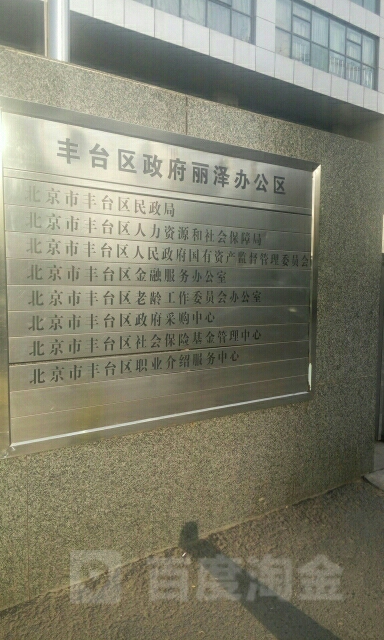 丰台区政府丽泽办公区
北京市丰台区民政局
北京市丰台区人力资源和社会保障局
北京市丰台区人民政府国有资产监督管理委员会
北京市丰台区金融服务办公室
北京市丰台区老龄工作委员会办公室
北京市丰台区政府采购中心
北京市丰台区社会保险基金管理中心
北京市丰台区职业介绍服务中心
百度淘金